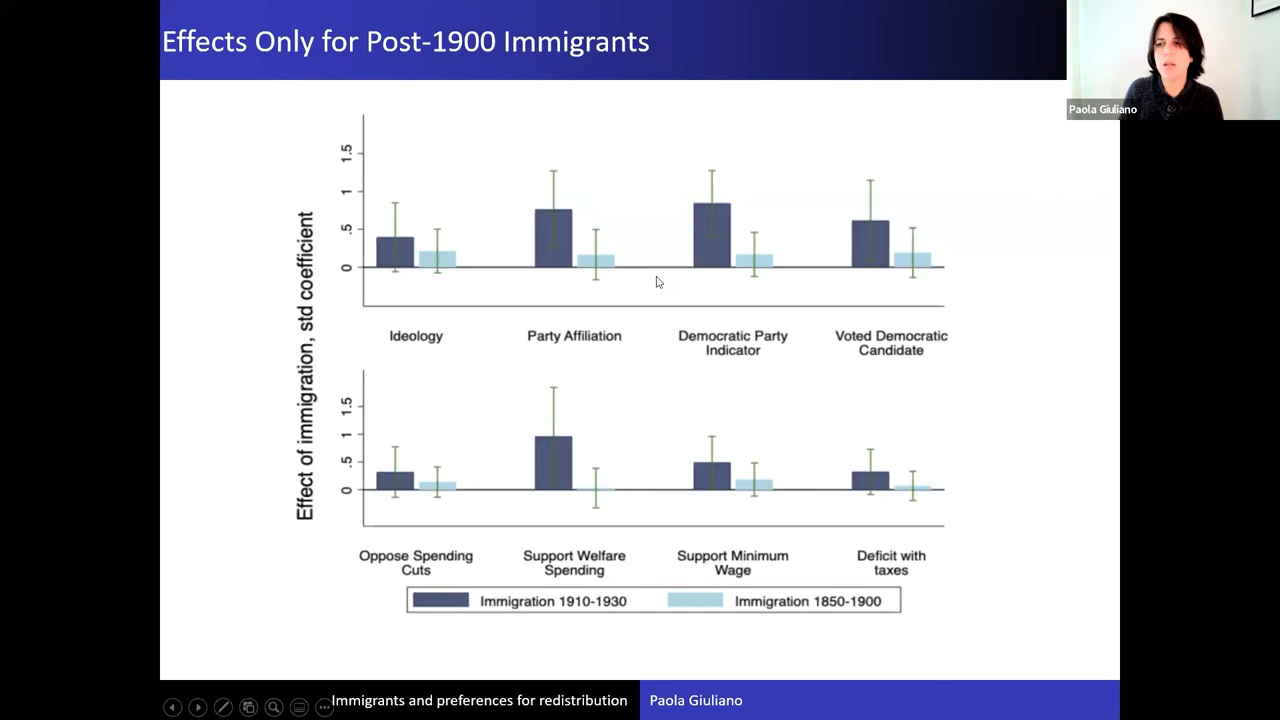 Effects Only for Post-1900 Immigrants
Paola Giuliano
Effect of immigration, std coefficient
1.5
1
.5
0
Ideology
Party Affiliation
Democratic Party
Indicator
Voted Democratic
Candidate
1.5
1
.5
0
Oppose Spending
Cuts
Support Welfare
Spending
Support Minimum
Wage
Deficit with
taxes
Immigration 1910-1930
Immigration 1850-1900
Immigrants and preferences for redistribution
Paola Giuliano